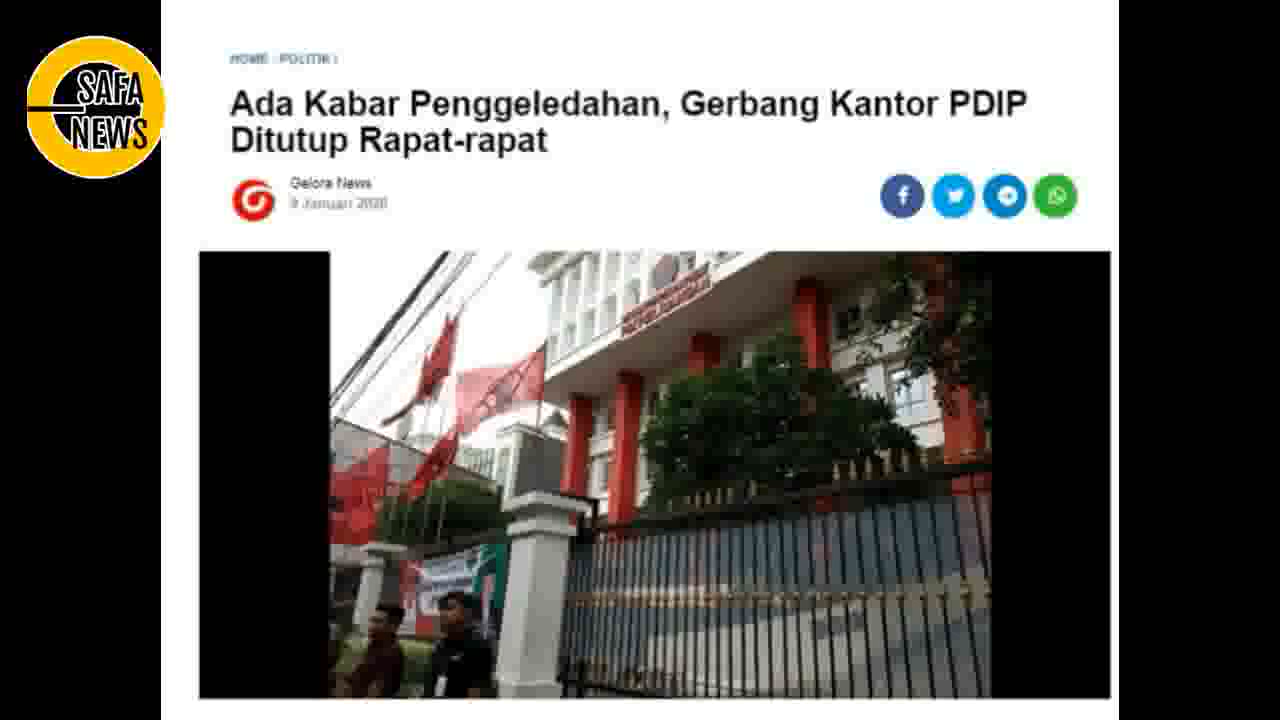 SAFA
NEWS
HOME › POLITIK ›
Ada Kabar Penggeledahan, Gerbang Kantor PDIP
Ditutup Rapat-rapat
Gelora News
9 Januari 2020